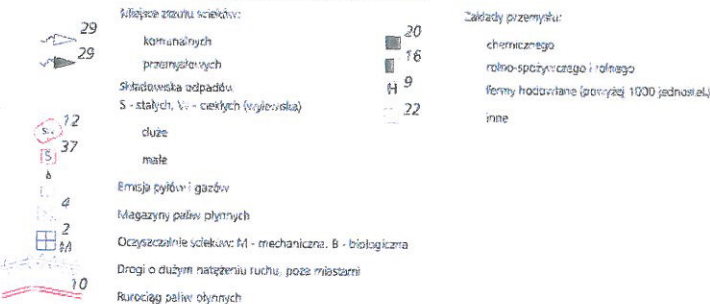 Miejsce zrzutu ścieków:
29 komunalnych
29 przemysłowych
Składowiska odpadów
S - stałych, W - ciekłych (wylewiska)
12 duże
S 37 małe
Emisja pyłów i gazów
4 Magazyny paliw płynnych
2 M Oczyszczalnie ścieków: M - mechaniczna, B - biologiczna
Drogi o dużym natężeniu ruchu, poza miastami
10 Rurociąg paliw płynnych
Zakłady przemysłu:
20 chemicznego
16 rolno-spożywczego i rolnego
H 9 fermy hodowlane (powyżej 1000 jednostek)
22 inne